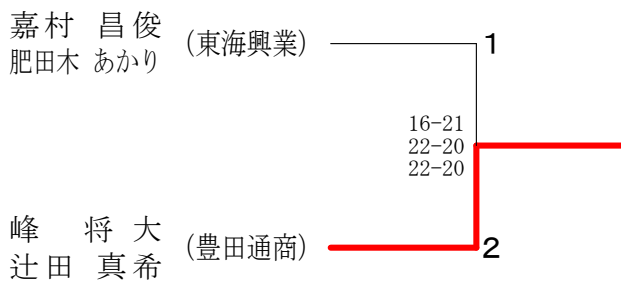 嘉村 昌俊
肥田木 あかり
(東海興業)
1
16-21
22-20
22-20
峰 将大
辻田 真希
(豊田通商)
2